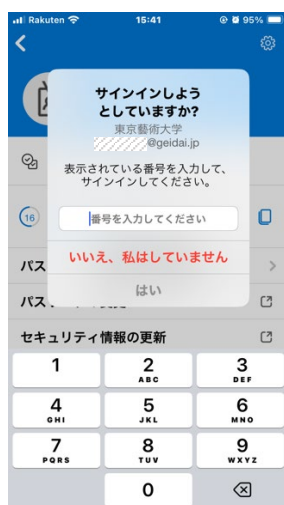 Rakuten 15:41 95%
サインインしよう
としていますか?
東京藝術大学
@geidai.jp
表示されている番号を入力して、
サインインしてください。
16
番号を入力してください
いいえ、私はしていません
はい
パス
パス
セキュリティ情報の更新
1 2 3
ABC DEF
4 5 6
GHI JKL MNO
7 8 9
PQRS TUV WXYZ
0